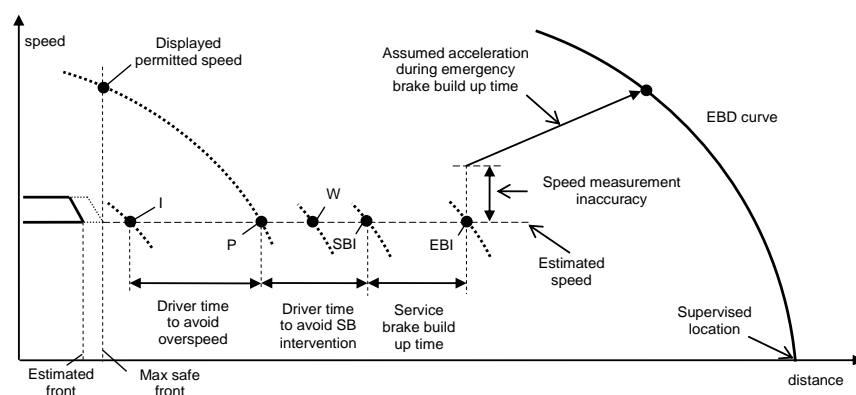 speed
Displayed
permitted speed
Assumed acceleration
during emergency
brake build up time
EBD curve
I
P
W
SBI
EBI
Speed measurement
inaccuracy
Estimated
speed
Driver time
to avoid
overspeed
Driver time
to avoid SB
intervention
Service
brake build
up time
Supervised
location
Estimated
front
Max safe
front
distance